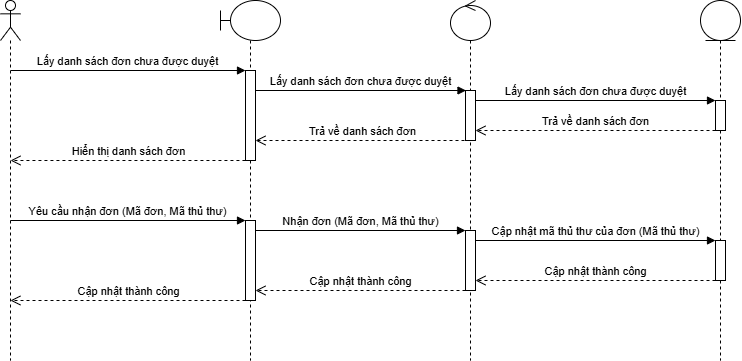 Lấy danh sách đơn chưa được duyệt
Lấy danh sách đơn chưa được duyệt
Lấy danh sách đơn chưa được duyệt
Trả về danh sách đơn
Trả về danh sách đơn
Hiển thị danh sách đơn
Yêu cầu nhận đơn (Mã đơn, Mã thủ thư)
Nhận đơn (Mã đơn, Mã thủ thư)
Cập nhật mã thủ thư của đơn (Mã thủ thư)
Cập nhật thành công
Cập nhật thành công
Cập nhật thành công